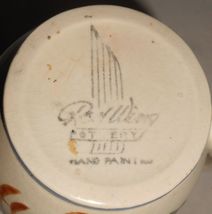 Red Wing
POTTERY
HAND PAINTED